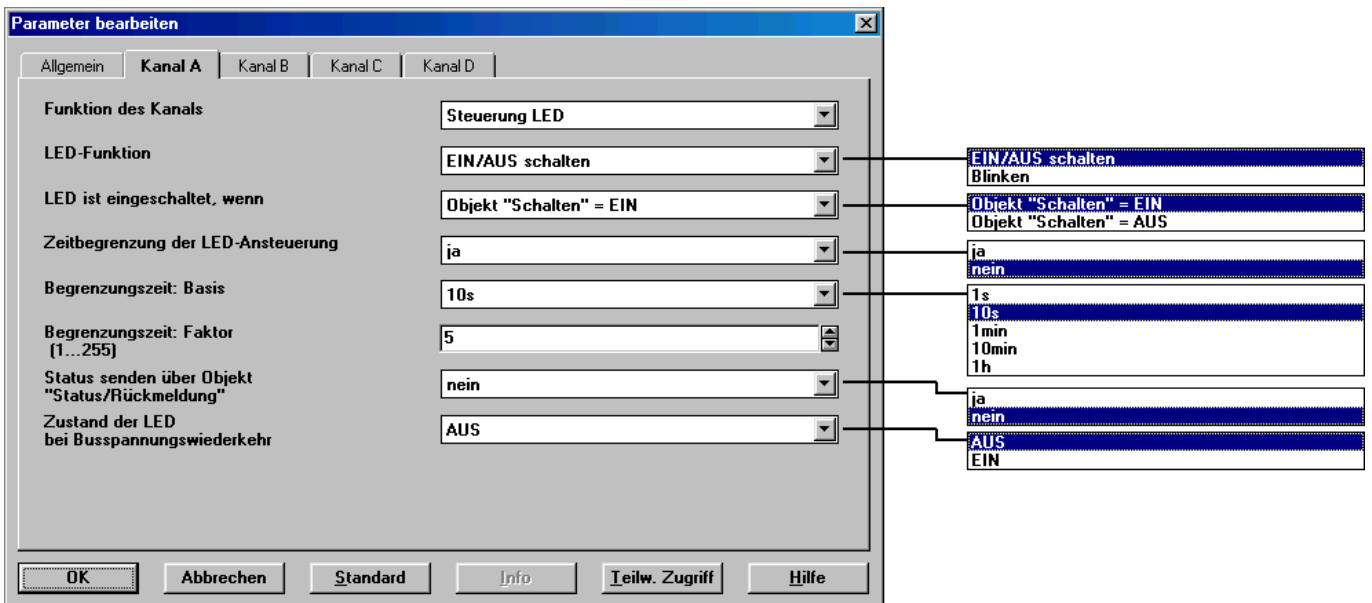 Parameter bearbeiten
Allgemein Kanal A Kanal B Kanal C Kanal D
Funktion des Kanals
Steuerung LED
LED-Funktion
EIN/AUS schalten
EIN/AUS schalten
Blinken
LED ist eingeschaltet, wenn
Objekt "Schalten" = EIN
Objekt "Schalten" = EIN
Objekt "Schalten" = AUS
Zeitbegrenzung der LED-Ansteuerung
ja
ja
nein
Begrenzungszeit: Basis
10s
1s
10s
1min
10min
1h
Begrenzungszeit: Faktor
(1...255)
5
Status senden über Objekt
"Status/Rückmeldung"
nein
ja
nein
Zustand der LED
bei Busspannungswiederkehr
AUS
AUS
EIN
OK Abbrechen Standard Info Teilw. Zugriff Hilfe